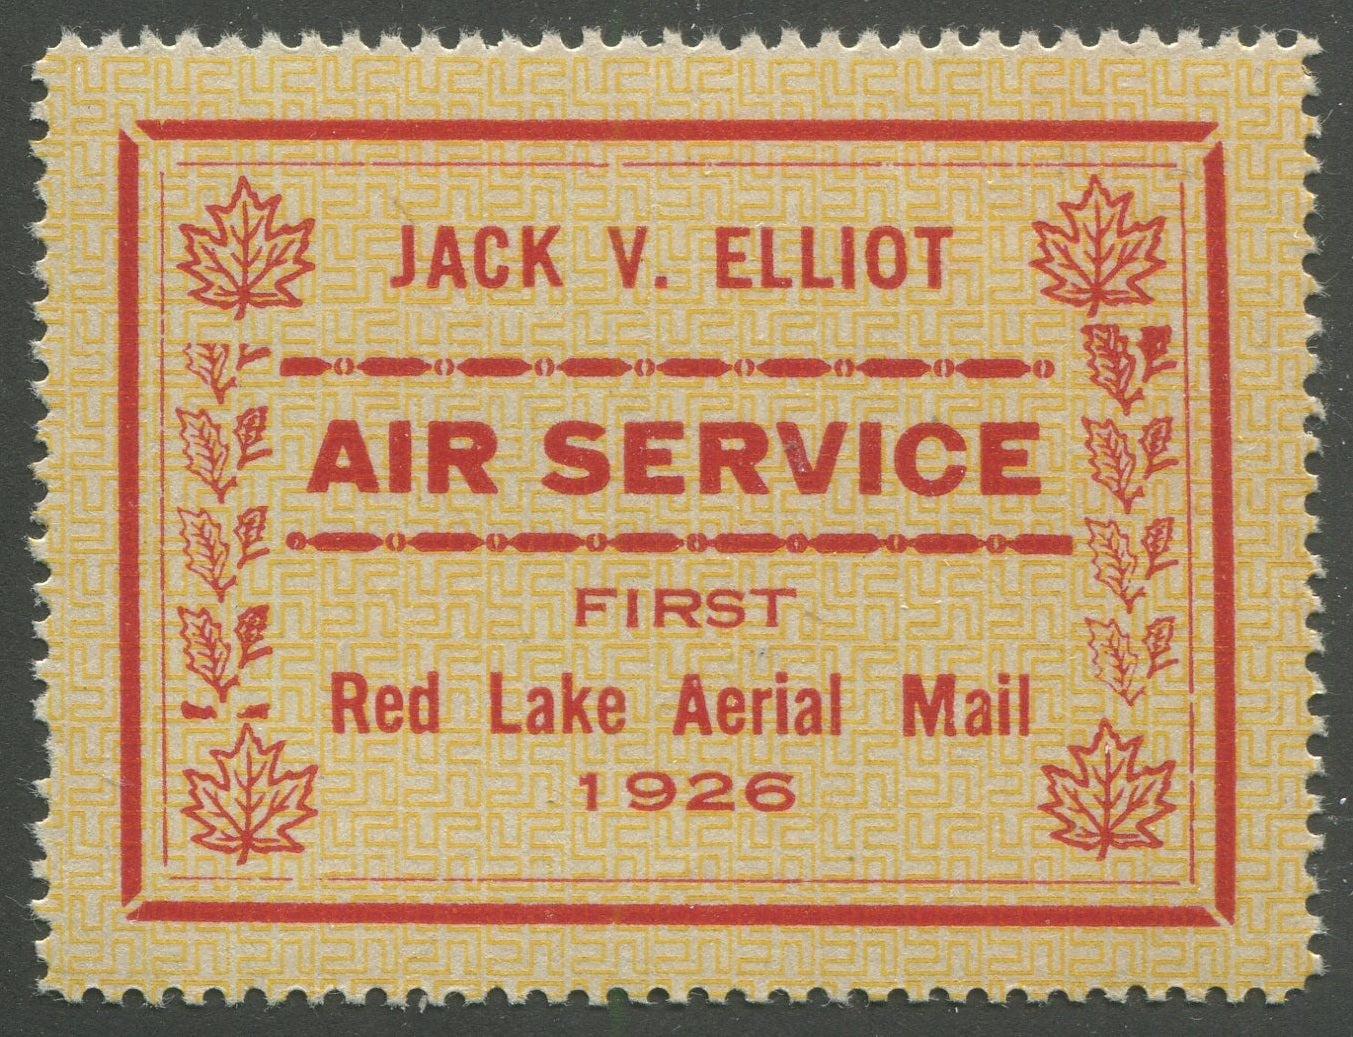 JACK V. ELLIOT
AIR SERVICE
FIRST
Red Lake Aerial Mail
1926